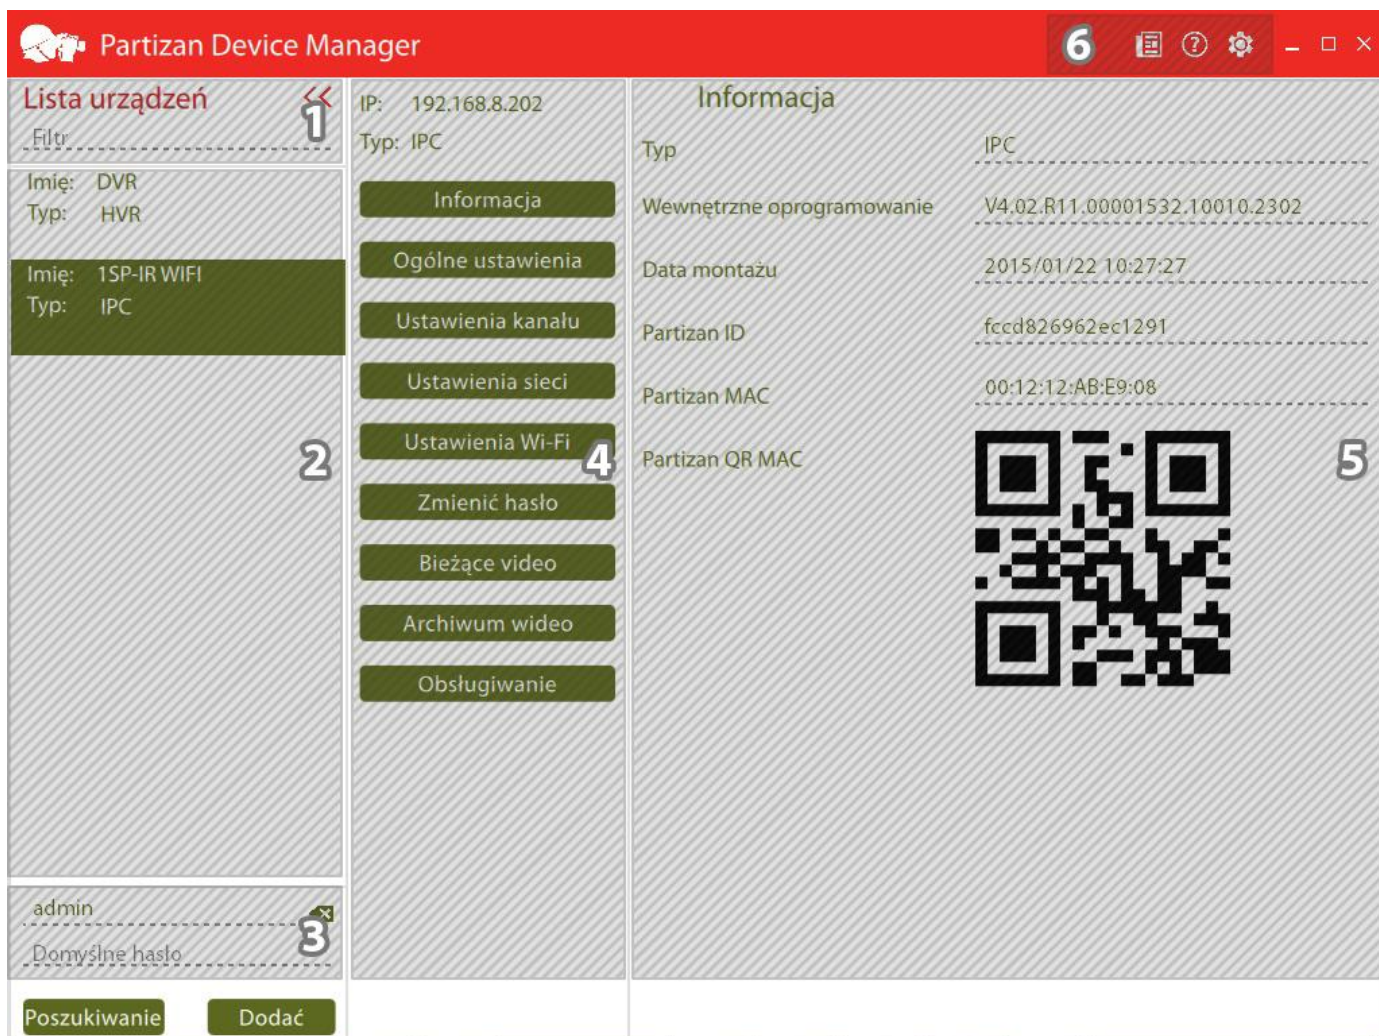 Partizan Device Manager
6
Lista urządzeń
1
Filtr
Imię: DVR
Typ: HVR
Imię: 1SP-IR WIFI
Typ: IPC
2
admin
Domyślne hasło
3
Poszukiwanie
Dodać
IP: 192.168.8.202
Typ: IPC
Informacja
Ogólne ustawienia
Ustawienia kanału
Ustawienia sieci
Ustawienia Wi-Fi
4
Zmienić hasło
Bieżące video
Archiwum wideo
Obsługiwanie
Informacja
Typ IPC
Wewnętrzne oprogramowanie V4.02.R11.00001532.10010.2302
Data montażu 2015/01/22 10:27:27
Partizan ID fccd826962ec1291
Partizan MAC 00:12:12:AB:E9:08
Partizan QR MAC
5